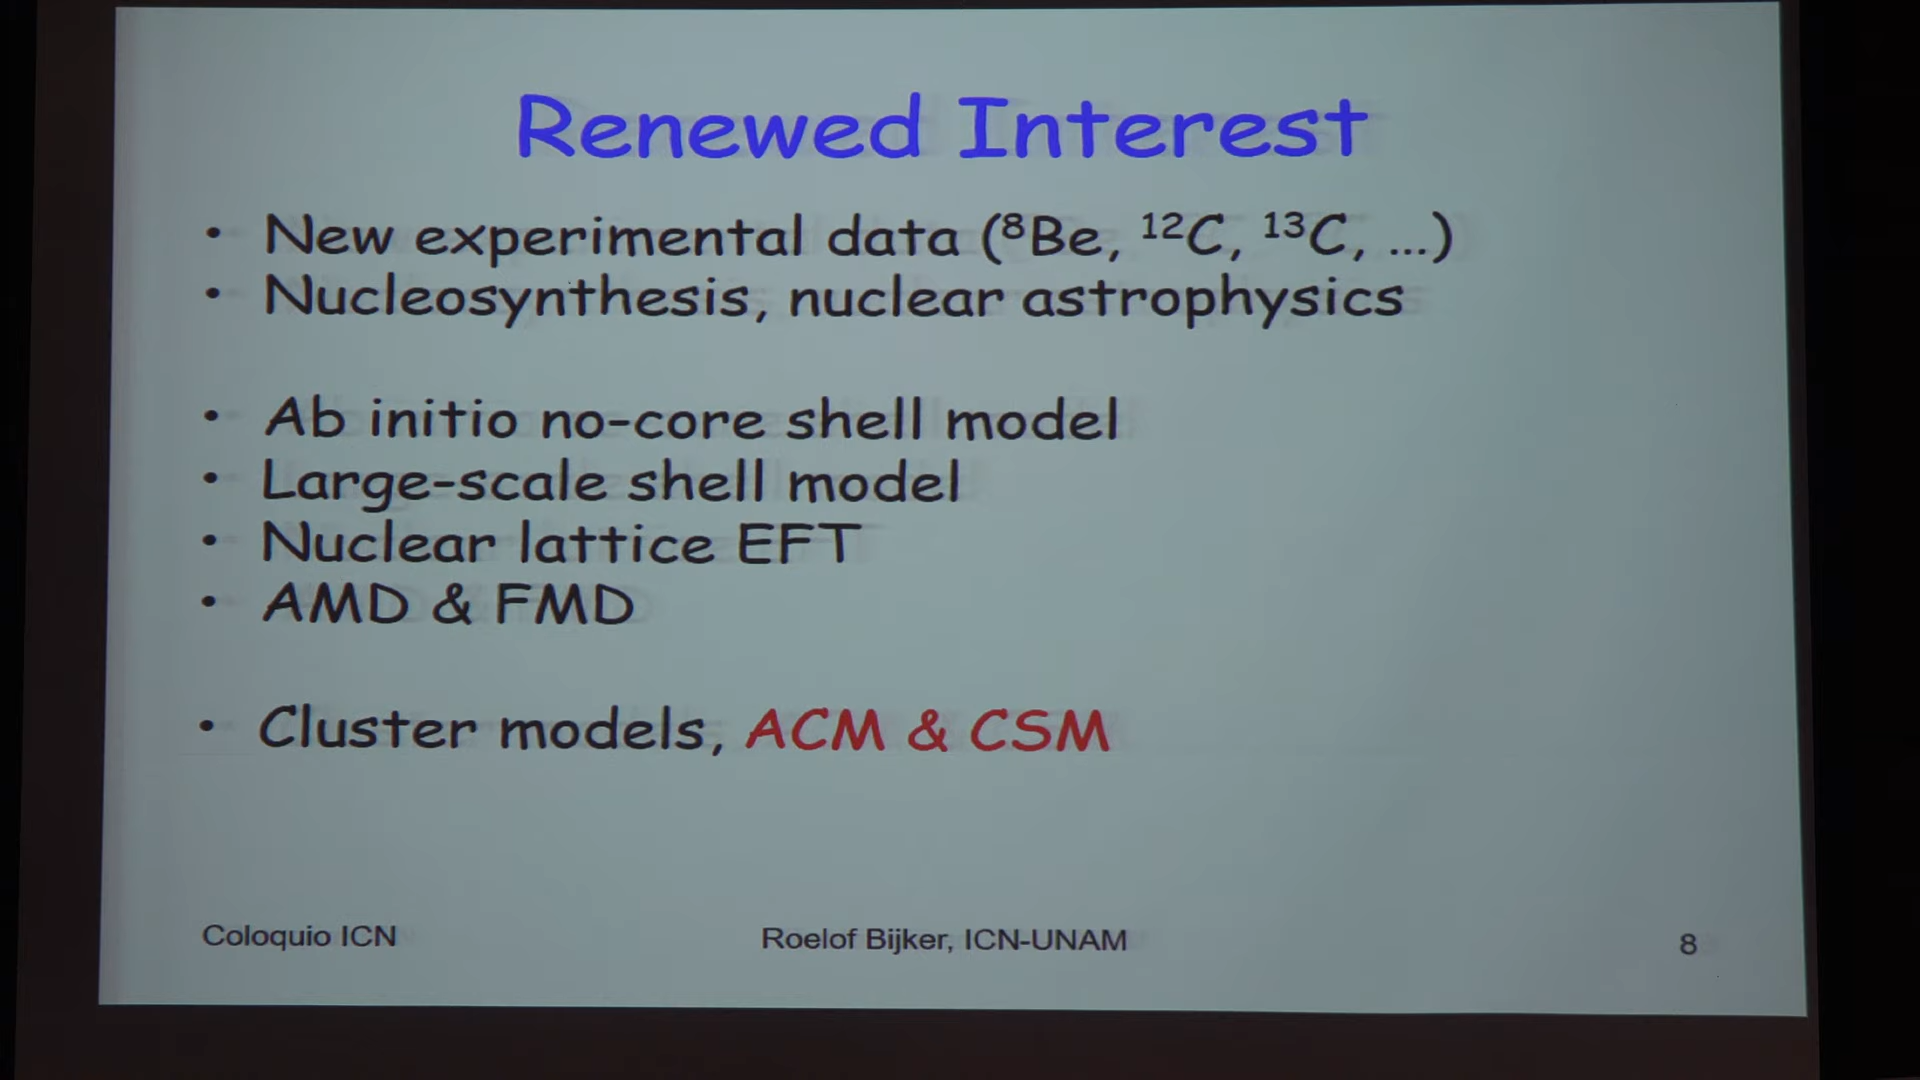 Renewed Interest
• New experimental data (⁸Be, ¹²C, ¹³C, ...)
• Nucleosynthesis, nuclear astrophysics
• Ab initio no-core shell model
• Large-scale shell model
• Nuclear lattice EFT
• AMD & FMD
• Cluster models, ACM & CSM
Coloquio ICN
Roelof Bijker, ICN-UNAM
8